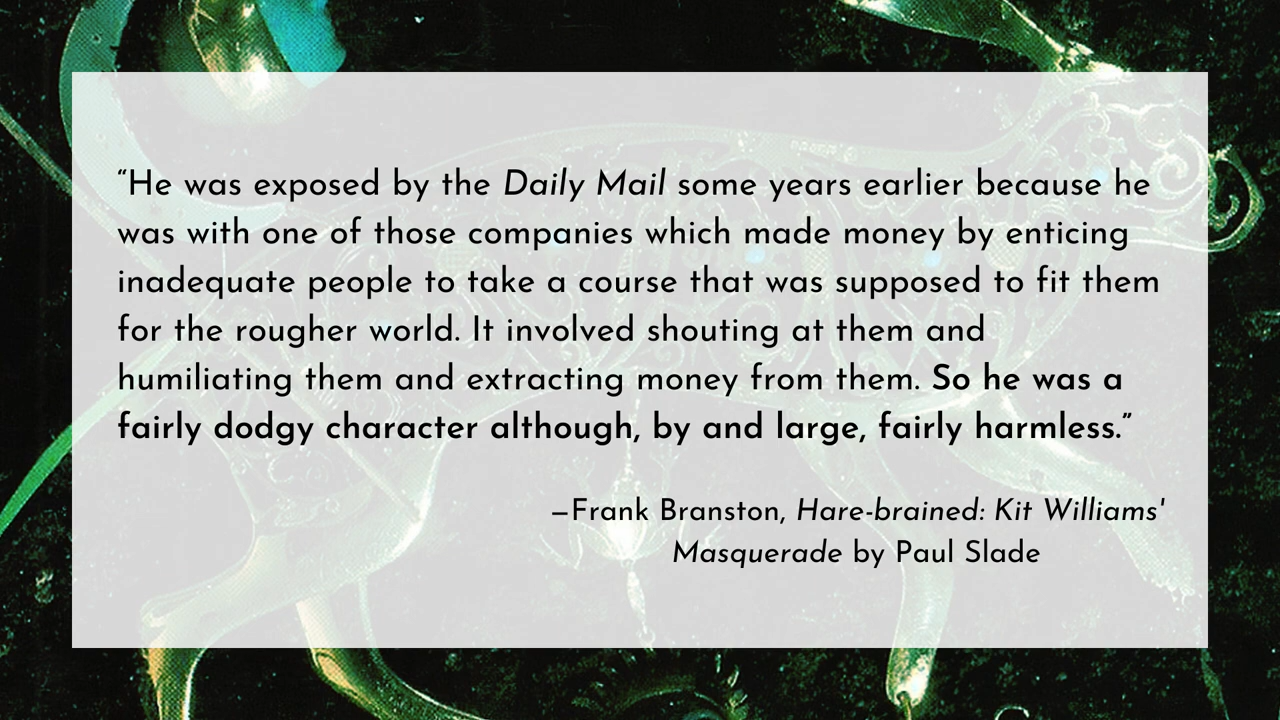 “He was exposed by the Daily Mail some years earlier because he
was with one of those companies which made money by enticing
inadequate people to take a course that was supposed to fit them
for the rougher world. It involved shouting at them and
humiliating them and extracting money from them. So he was a
fairly dodgy character although, by and large, fairly harmless.”
—Frank Branston, Hare-brained: Kit Williams'
Masquerade by Paul Slade